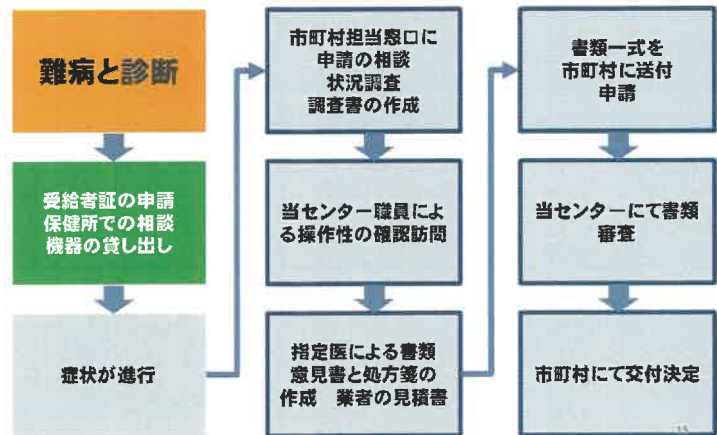 難病と診断
受給者証の申請
保健所での相談
機器の貸し出し
症状が進行
市町村担当窓口に
申請の相談
状況調査
調査書の作成
当センター職員によ
る操作性の確認訪問
指定医による書類
意見書と処方箋の
作成　業者の見積書
書類一式を
市町村に送付
申請
当センターにて書類
審査
市町村にて交付決定